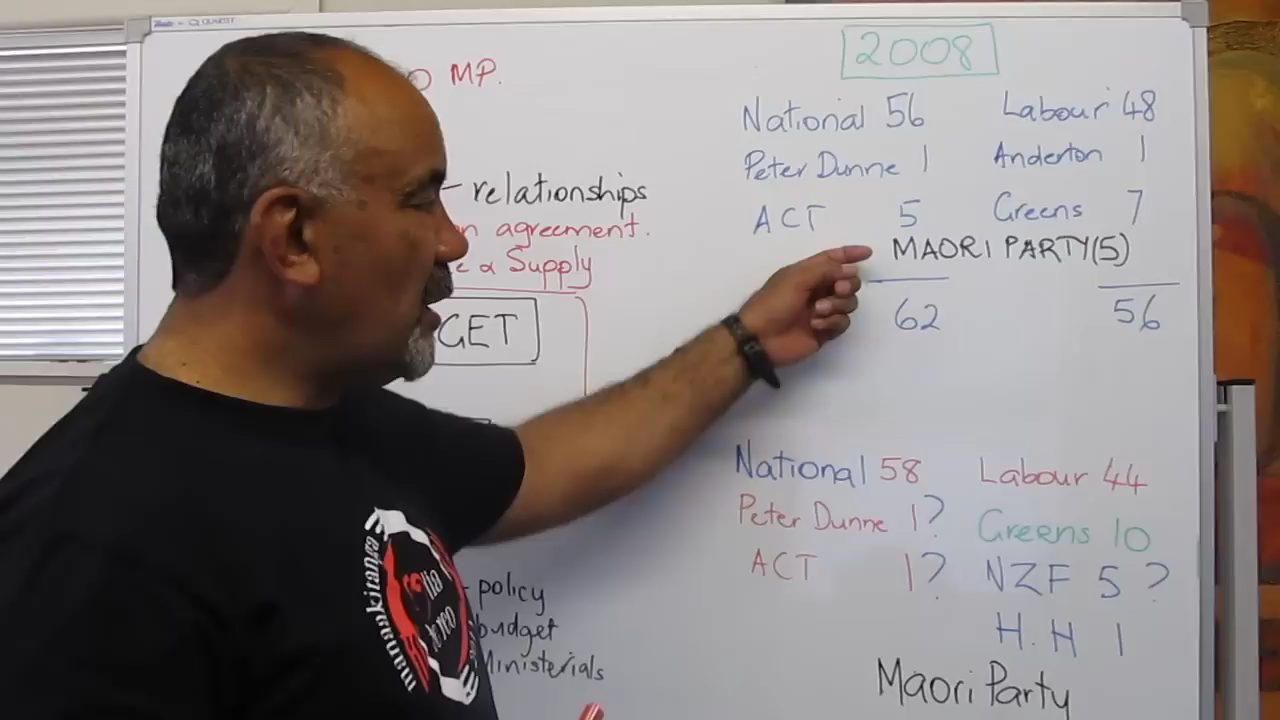 MP.
- relationships
agreement.
& Supply
GET
- policy
budget
Ministerials
2008
National 56 Labour 48
Peter Dunne 1 Anderton 1
ACT 5 Greens 7
MAORI PARTY(5)
62 56
National 58 Labour 44
Peter Dunne 1? Greens 10
ACT 1? NZF 5 ?
H. H 1
Maori Party